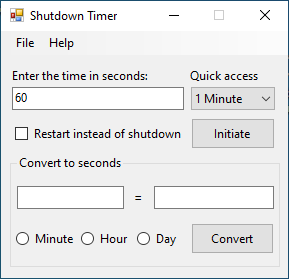 Shutdown Timer
File Help
Enter the time in seconds: Quick access
60 1 Minute
Restart instead of shutdown Initiate
Convert to seconds
=
Minute Hour Day Convert